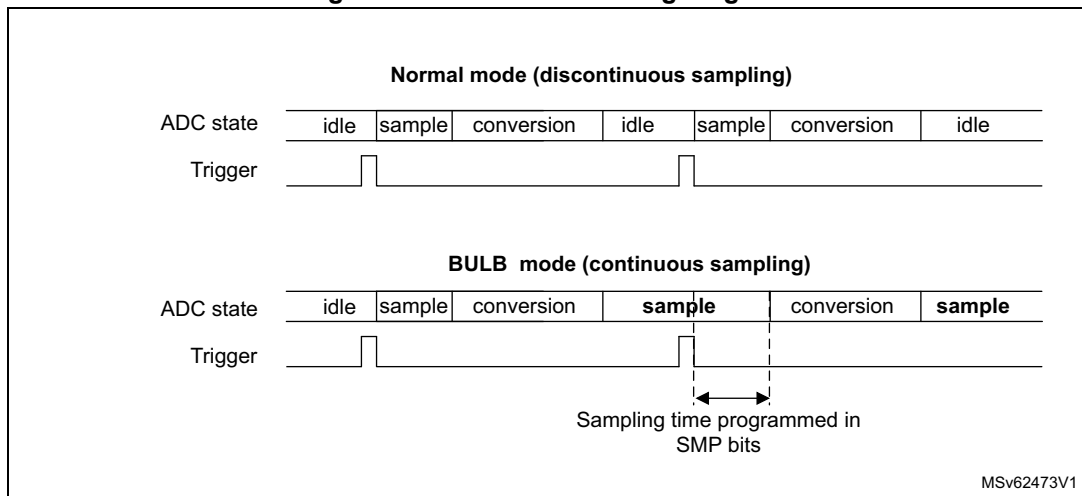 Normal mode (discontinuous sampling)
ADC state idle sample conversion idle sample conversion idle
Trigger
BULB mode (continuous sampling)
ADC state idle sample conversion sample conversion sample
Trigger
Sampling time programmed in
SMP bits
MSv62473V1